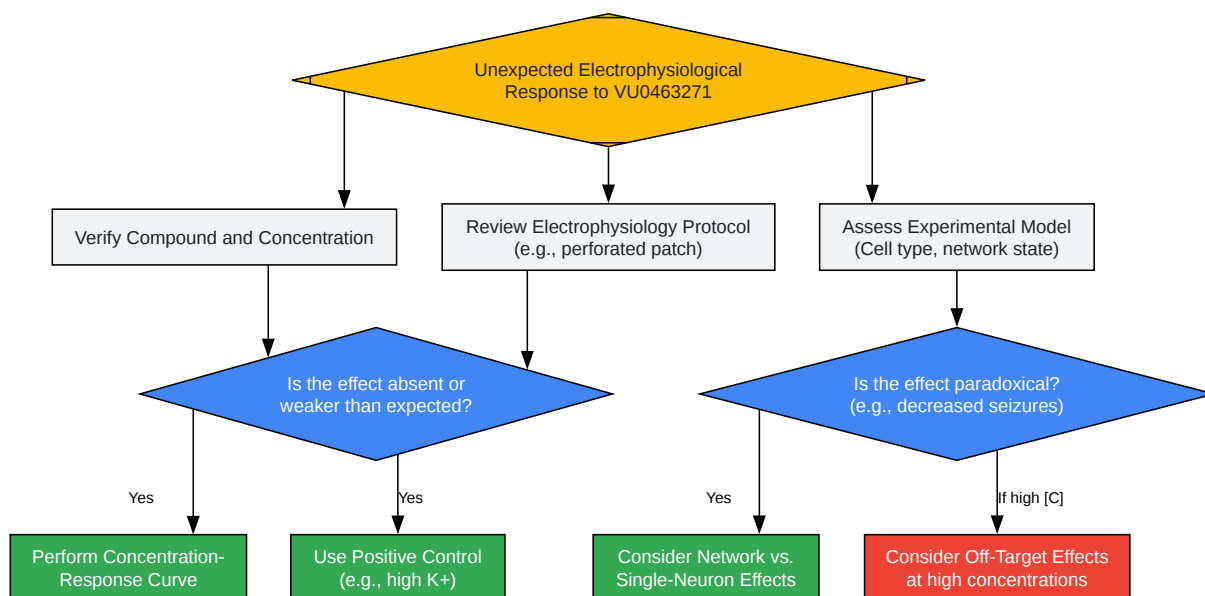 Unexpected Electrophysiological
Response to VU0463271
Verify Compound and Concentration
Review Electrophysiology Protocol
(e.g., perforated patch)
Assess Experimental Model
(Cell type, network state)
Is the effect absent or
weaker than expected?
Is the effect paradoxical?
(e.g., decreased seizures)
Yes
Yes
Yes
If high [C]
Perform Concentration-
Response Curve
Use Positive Control
(e.g., high K+)
Consider Network vs.
Single-Neuron Effects
Consider Off-Target Effects
at high concentrations